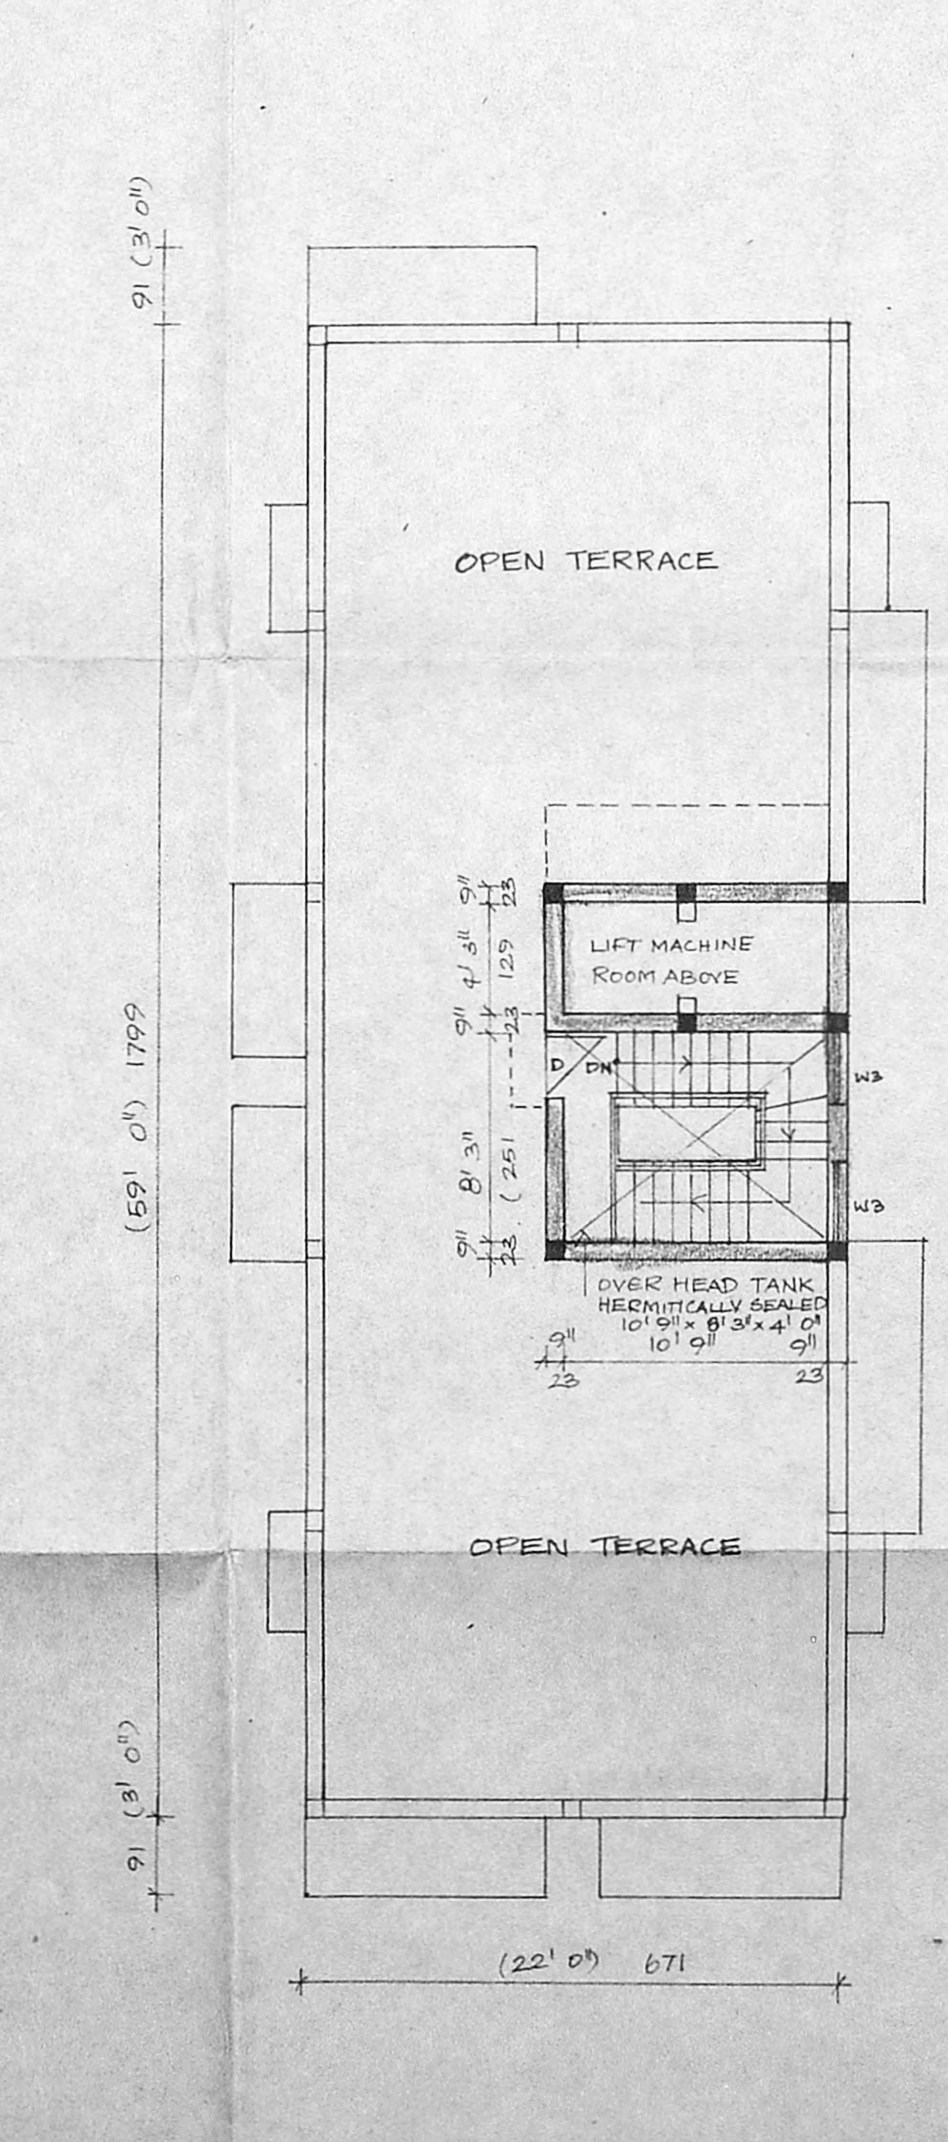 91 (3' 0")
OPEN TERRACE
9" 23
4' 3" 129
LIFT MACHINE
ROOM ABOVE
9" 23
D DN
W3
(59' 0") 1799
8' 3" (251
W3
9" 23
OVER HEAD TANK
HERMITICALLY SEALED
10' 9" x 8' 3" x 4' 0"
9" 10' 9" 9"
23 23
OPEN TERRACE
91 (3' 0")
(22' 0") 671